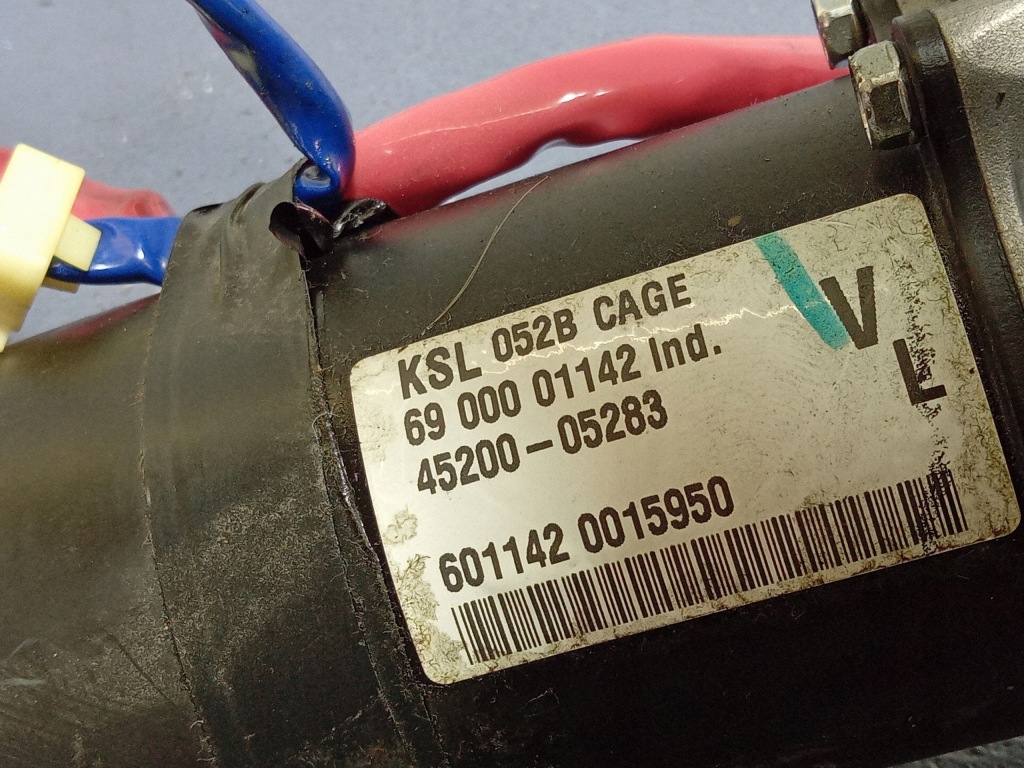 KSL 052B CAGE
69 000 01142 Ind.
45200-05283
V
L
601142 0015950